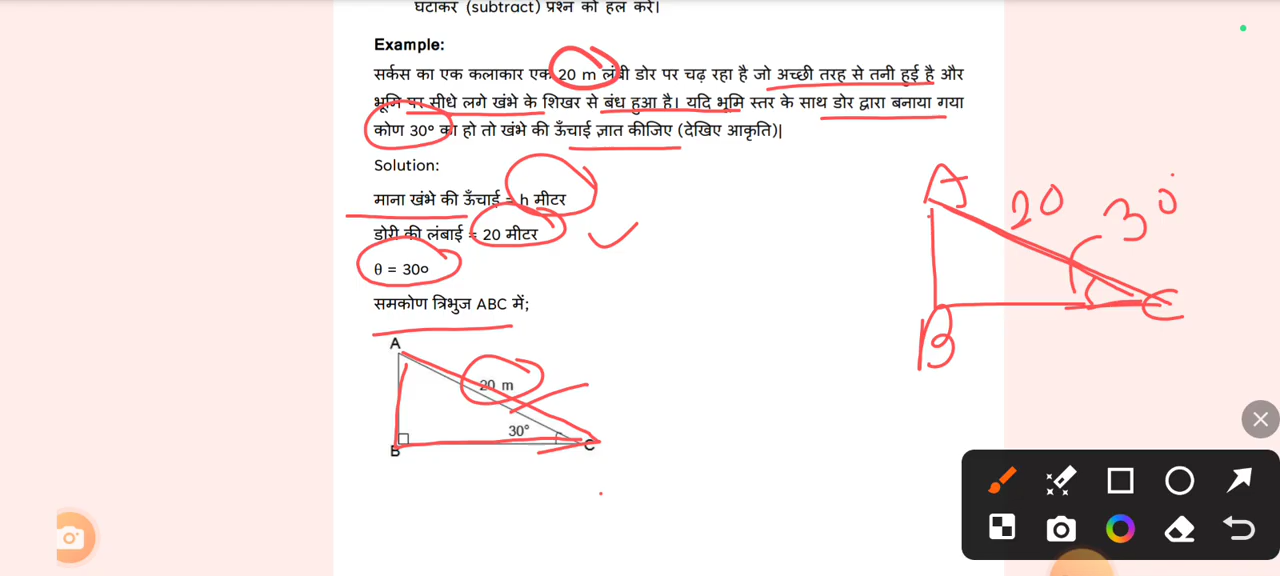 घटाकर (subtract) प्रश्न को हल करें।
Example:
सर्कस का एक कलाकार एक 20 m लंबी डोर पर चढ़ रहा है जो अच्छी तरह से तनी हुई है और
भूमि पर सीधे लगे खंभे के शिखर से बंध हुआ है। यदि भूमि स्तर के साथ डोर द्वारा बनाया गया
कोण 30° का हो तो खंभे की ऊँचाई ज्ञात कीजिए (देखिए आकृति)|
Solution:
माना खंभे की ऊँचाई = h मीटर
डोरी की लंबाई = 20 मीटर
θ = 30०
समकोण त्रिभुज ABC में;
A
20 m
30°
B
C
A
20
30
B
C